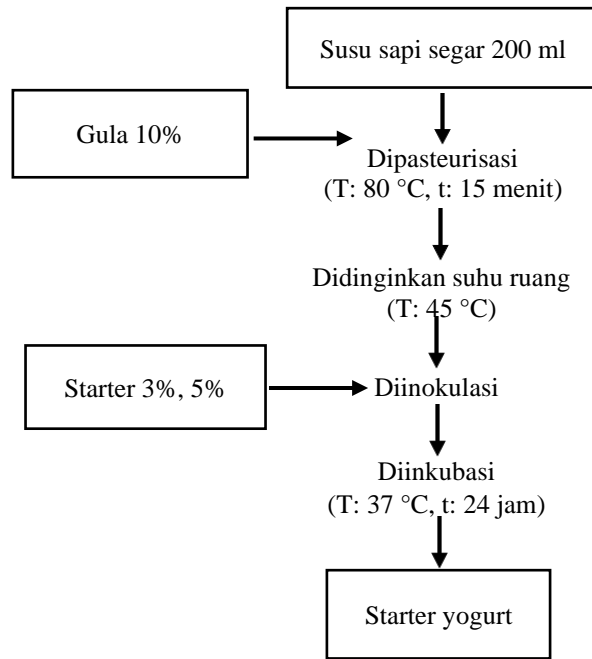 Susu sapi segar 200 ml
Gula 10%
Dipasteurisasi
(T: 80 °C, t: 15 menit)
Didinginkan suhu ruang
(T: 45 °C)
Starter 3%, 5%
Diinokulasi
Diinkubasi
(T: 37 °C, t: 24 jam)
Starter yogurt